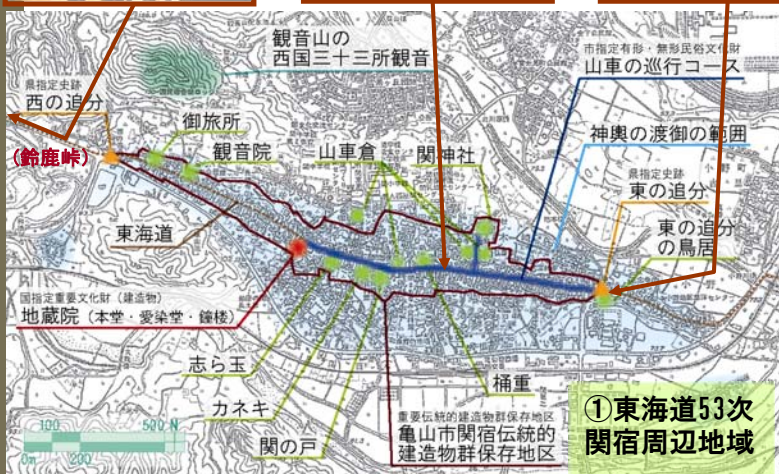 観音山の
西国三十三所観音
市指定有形・無形民俗文化財
山車の巡行コース
県指定史跡
西の追分
御旅所
(鈴鹿峠)
観音院
山車倉
関神社
神輿の渡御の範囲
県指定史跡
東の追分
東海道
東の追分
の鳥居
国指定重要文化財(建造物)
地蔵院(本堂・愛染堂・鐘楼)
志ら玉
カネキ
関の戸
桶重
重要伝統的建造物群保存地区
亀山市関宿伝統的
建造物群保存地区
①東海道53次
関宿周辺地域
100 500 N
0m 200